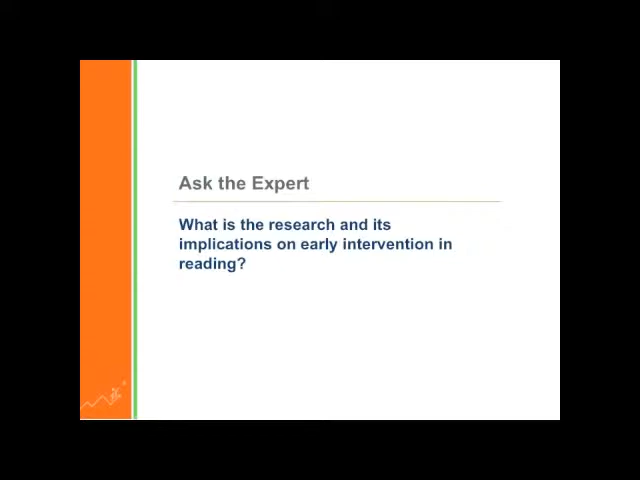 Ask the Expert
What is the research and its
implications on early intervention in
reading?